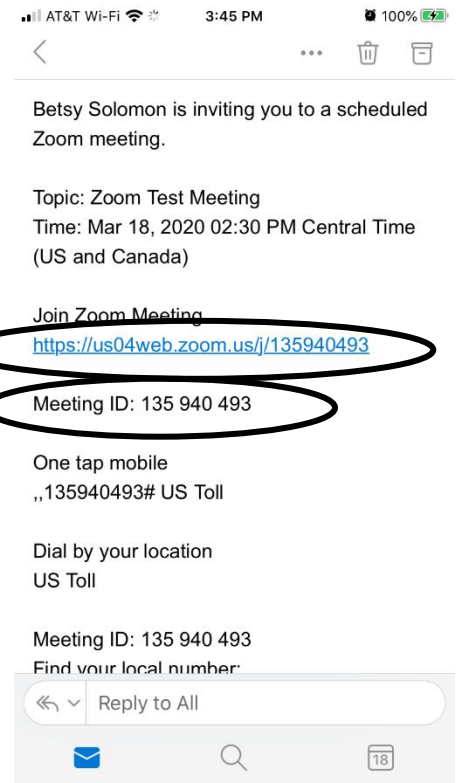 AT&T Wi-Fi 3:45 PM 100%
Betsy Solomon is inviting you to a scheduled
Zoom meeting.
Topic: Zoom Test Meeting
Time: Mar 18, 2020 02:30 PM Central Time
(US and Canada)
Join Zoom Meeting
https://us04web.zoom.us/j/135940493
Meeting ID: 135 940 493
One tap mobile
,,135940493# US Toll
Dial by your location
US Toll
Meeting ID: 135 940 493
Find your local number:
Reply to All
18